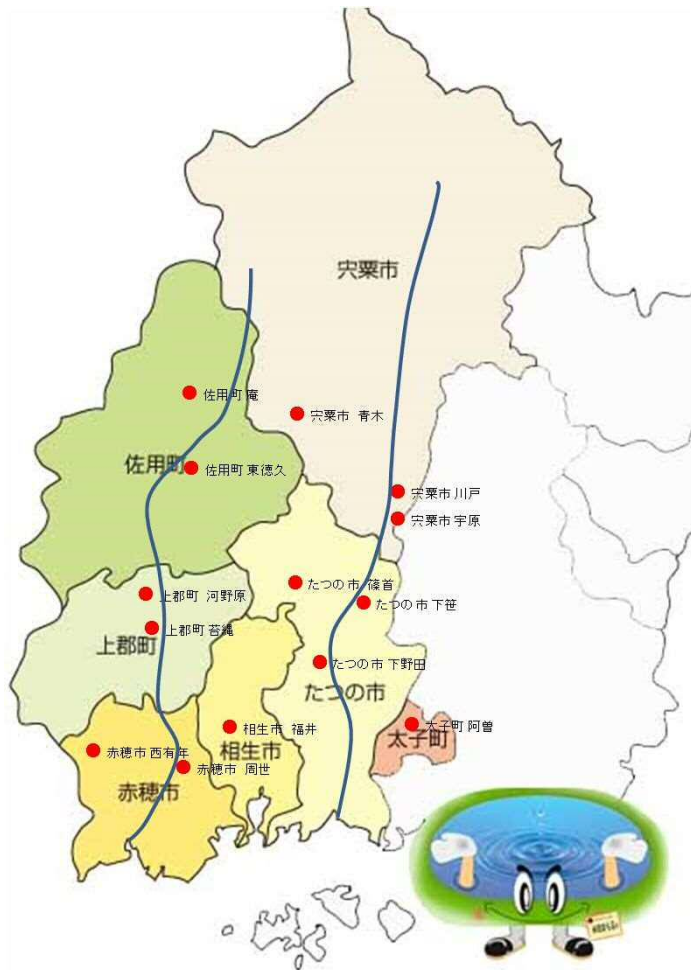 宍粟市
佐用町 庵
宍粟市 青木
佐用町
佐用町 東徳久
宍粟市 川戸
宍粟市 宇原
たつの市 篠首
上郡町 河野原
たつの市 下笹
上郡町 苔縄
上郡町
たつの市 下野田
たつの市
相生市 福井
太子町 阿曽
太子町
赤穂市 西有年
相生市
赤穂市 周世
赤穂市